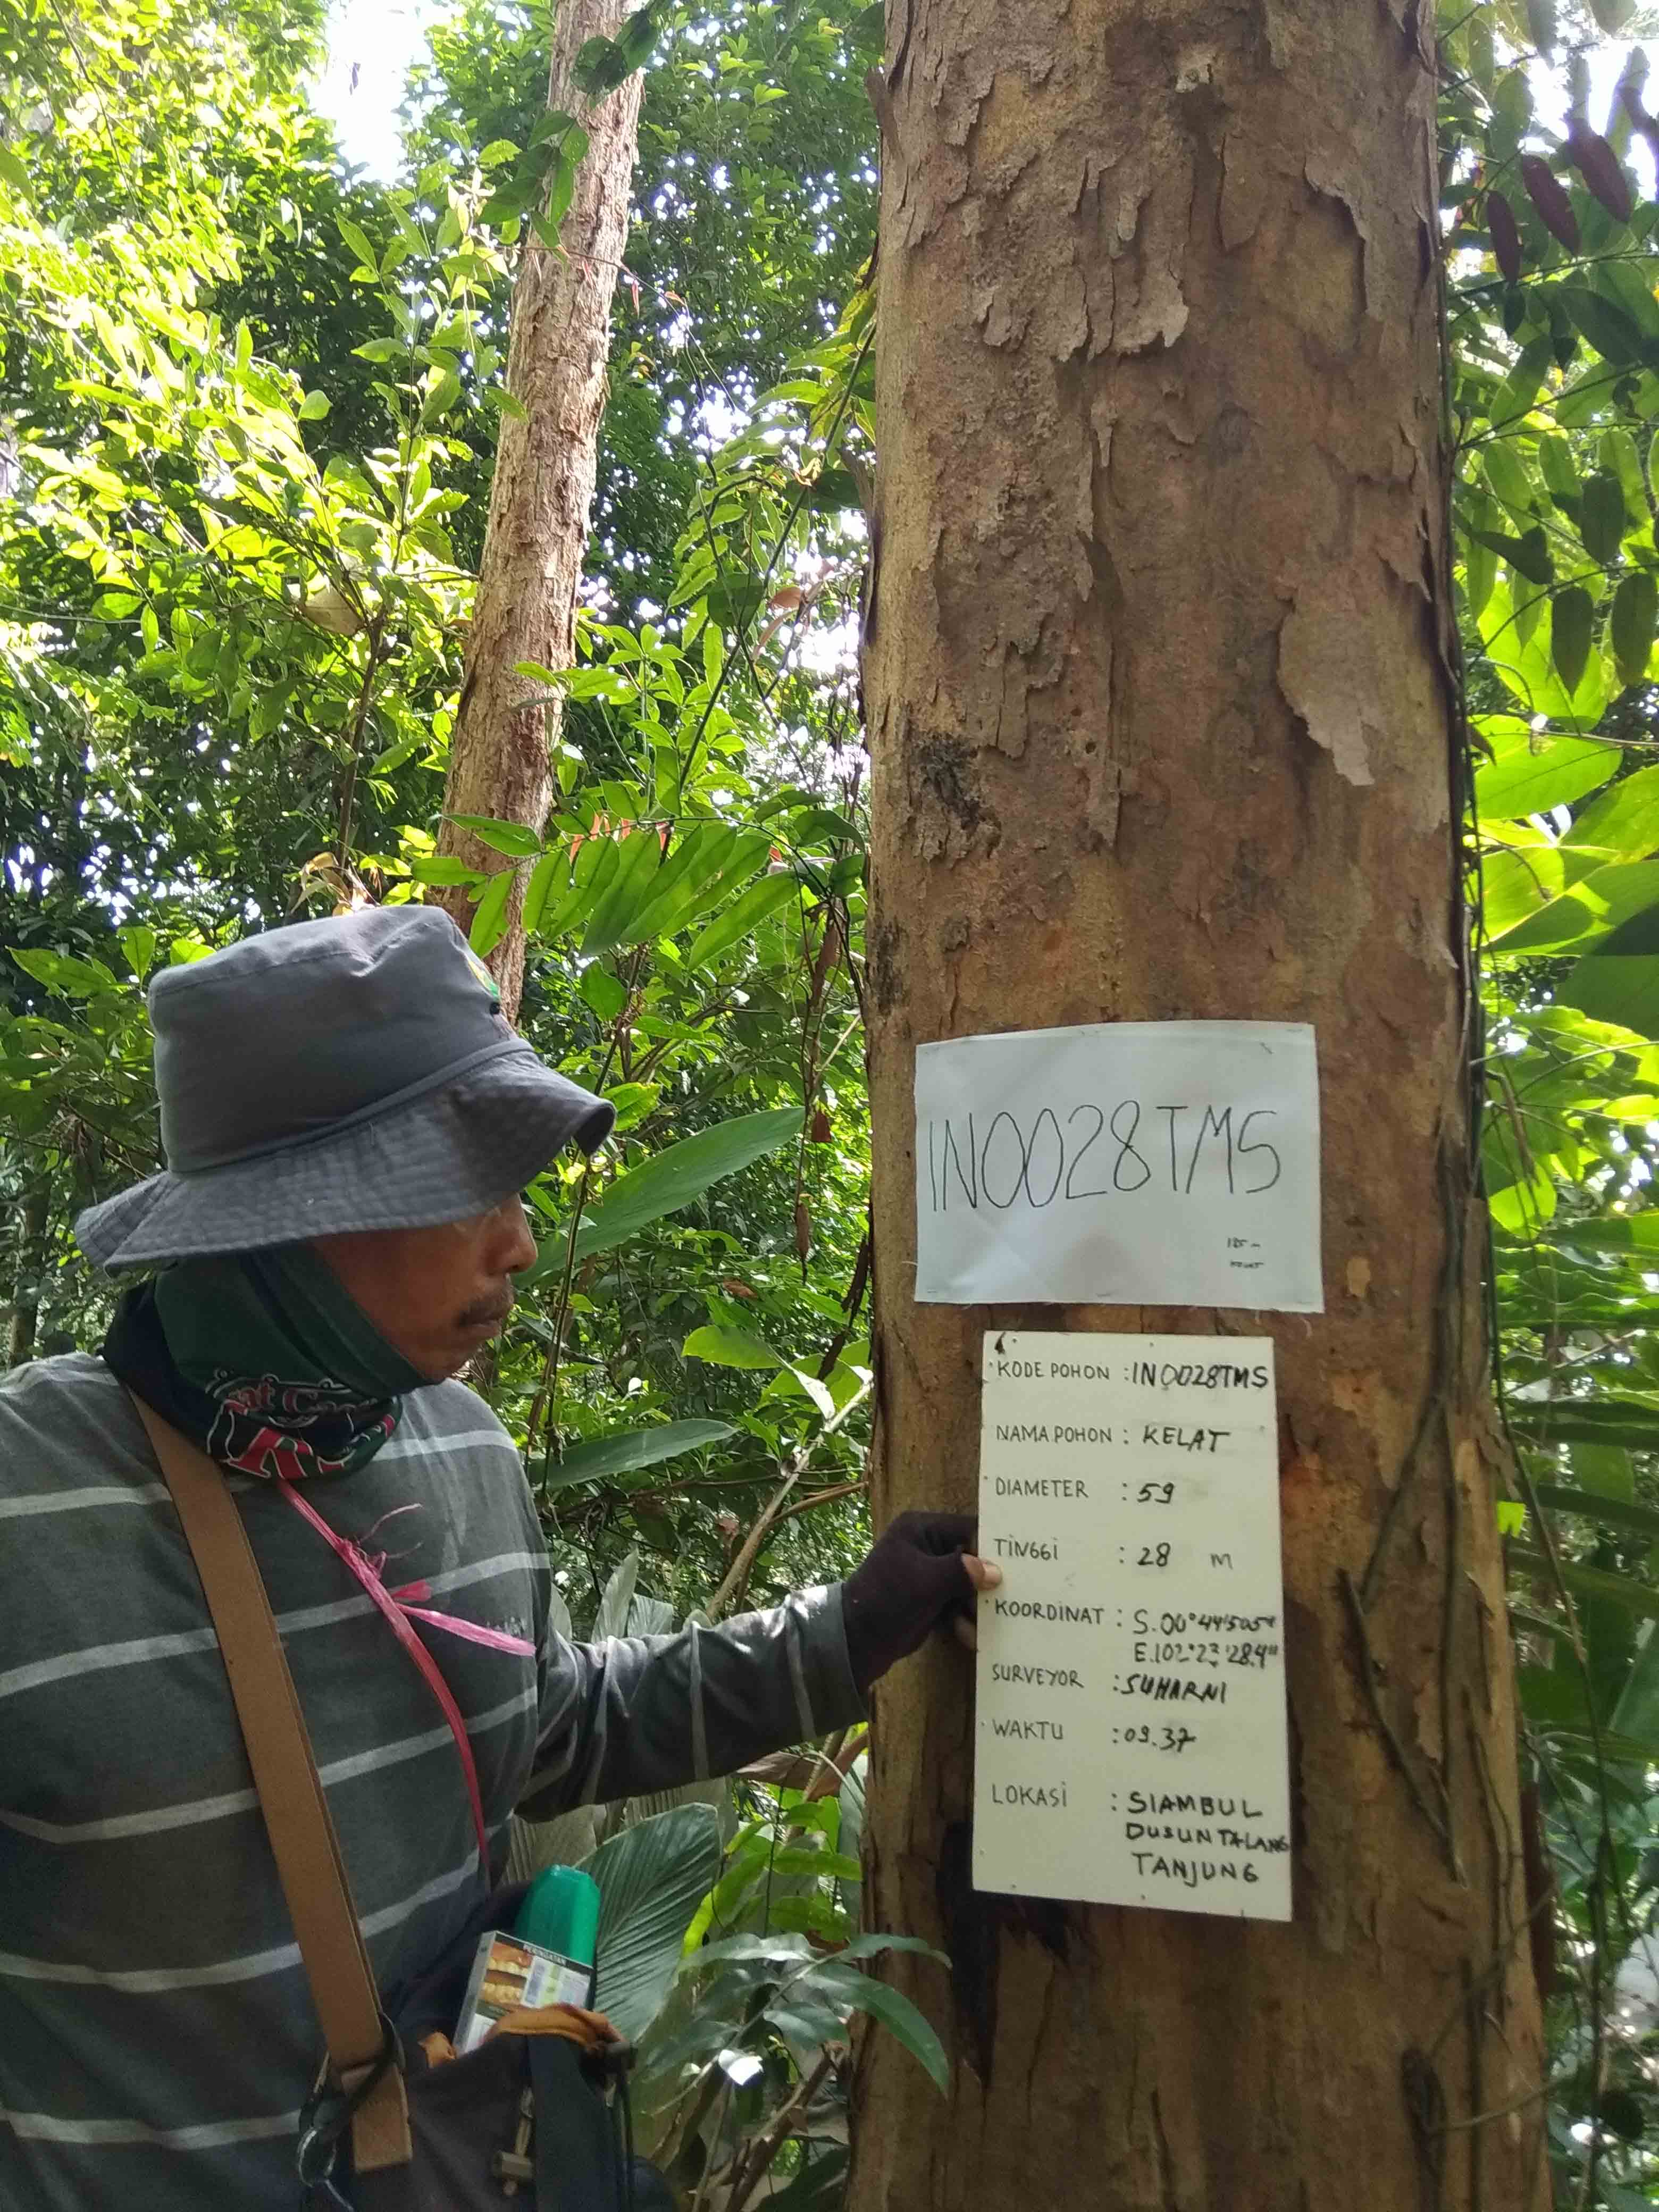 IN0028TMS
KODE POHON : IN0028TMS
NAMA POHON : KELAT
DIAMETER : 59
TINGGI : 28 M
KOORDINAT : S.00°44'50.5"
E.102°23'28.4"
SURVEYOR : SUHARNI
WAKTU : 09.37
LOKASI : SIAMBUL
DUSUN TALANG
TANJUNG
PERINGATAN